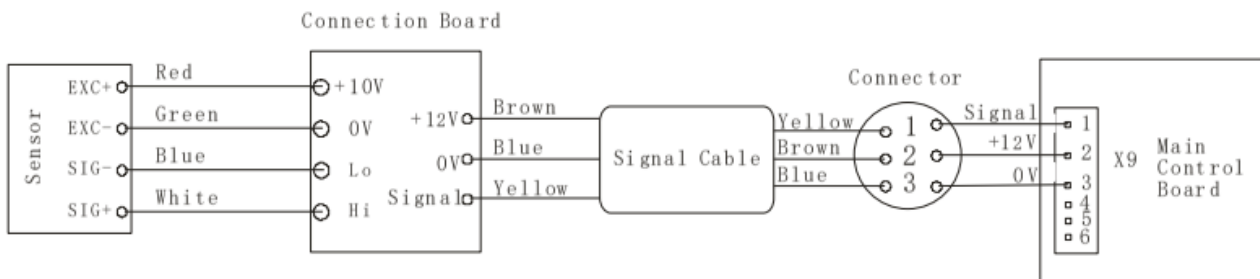 Connection Board
Sensor
EXC+
EXC-
SIG-
SIG+
Red
Green
Blue
White
+10V
0V
Lo
Hi
+12V
0V
Signal
Brown
Blue
Yellow
Signal Cable
Yellow
Brown
Blue
Connector
1
2
3
Signal
+12V
0V
1
2
3
4
5
6
X9
Main
Control
Board